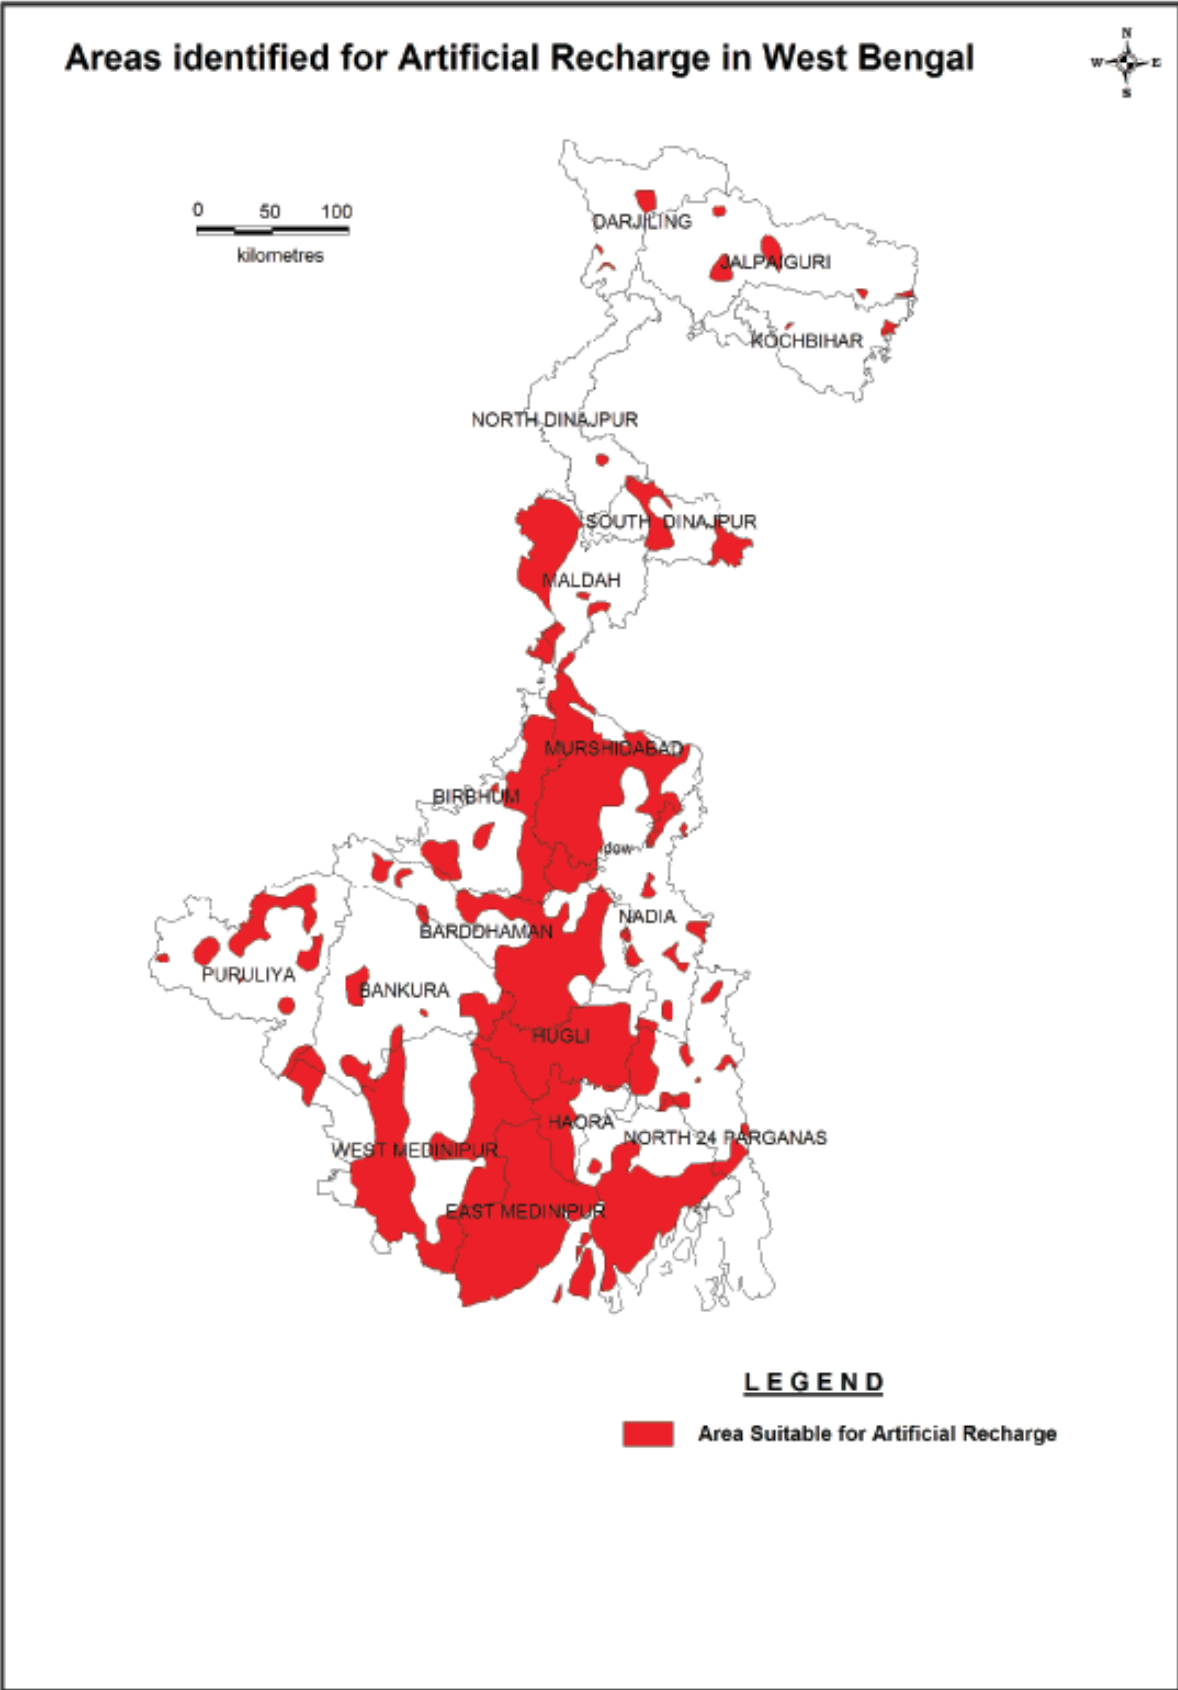 Areas identified for Artificial Recharge in West Bengal
N
W E
S
0 50 100
kilometres
DARJILING
JALPAIGURI
KOCHBIHAR
NORTH DINAJPUR
SOUTH DINAJPUR
MALDAH
MURSHIDABAD
BIRBHUM
dow
NADIA
BARDDHAMAN
PURULIYA
BANKURA
HUGLI
HAORA
NORTH 24 PARGANAS
WEST MEDINIPUR
EAST MEDINIPUR
LEGEND
Area Suitable for Artificial Recharge